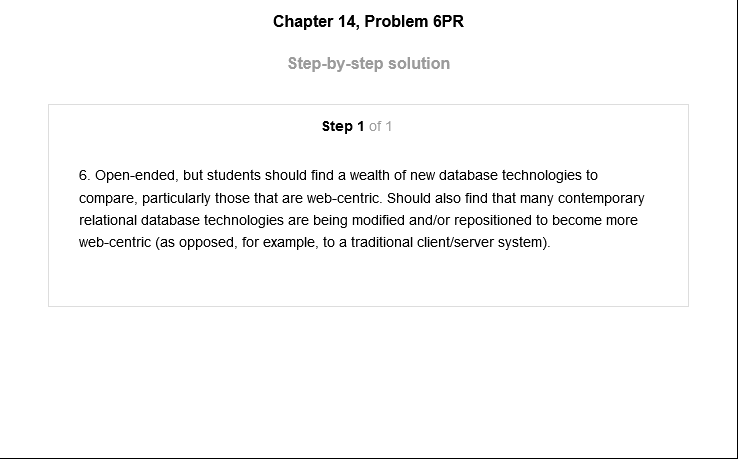 Chapter 14, Problem 6PR
Step-by-step solution
Step 1 of 1
6. Open-ended, but students should find a wealth of new database technologies to
compare, particularly those that are web-centric. Should also find that many contemporary
relational database technologies are being modified and/or repositioned to become more
web-centric (as opposed, for example, to a traditional client/server system).